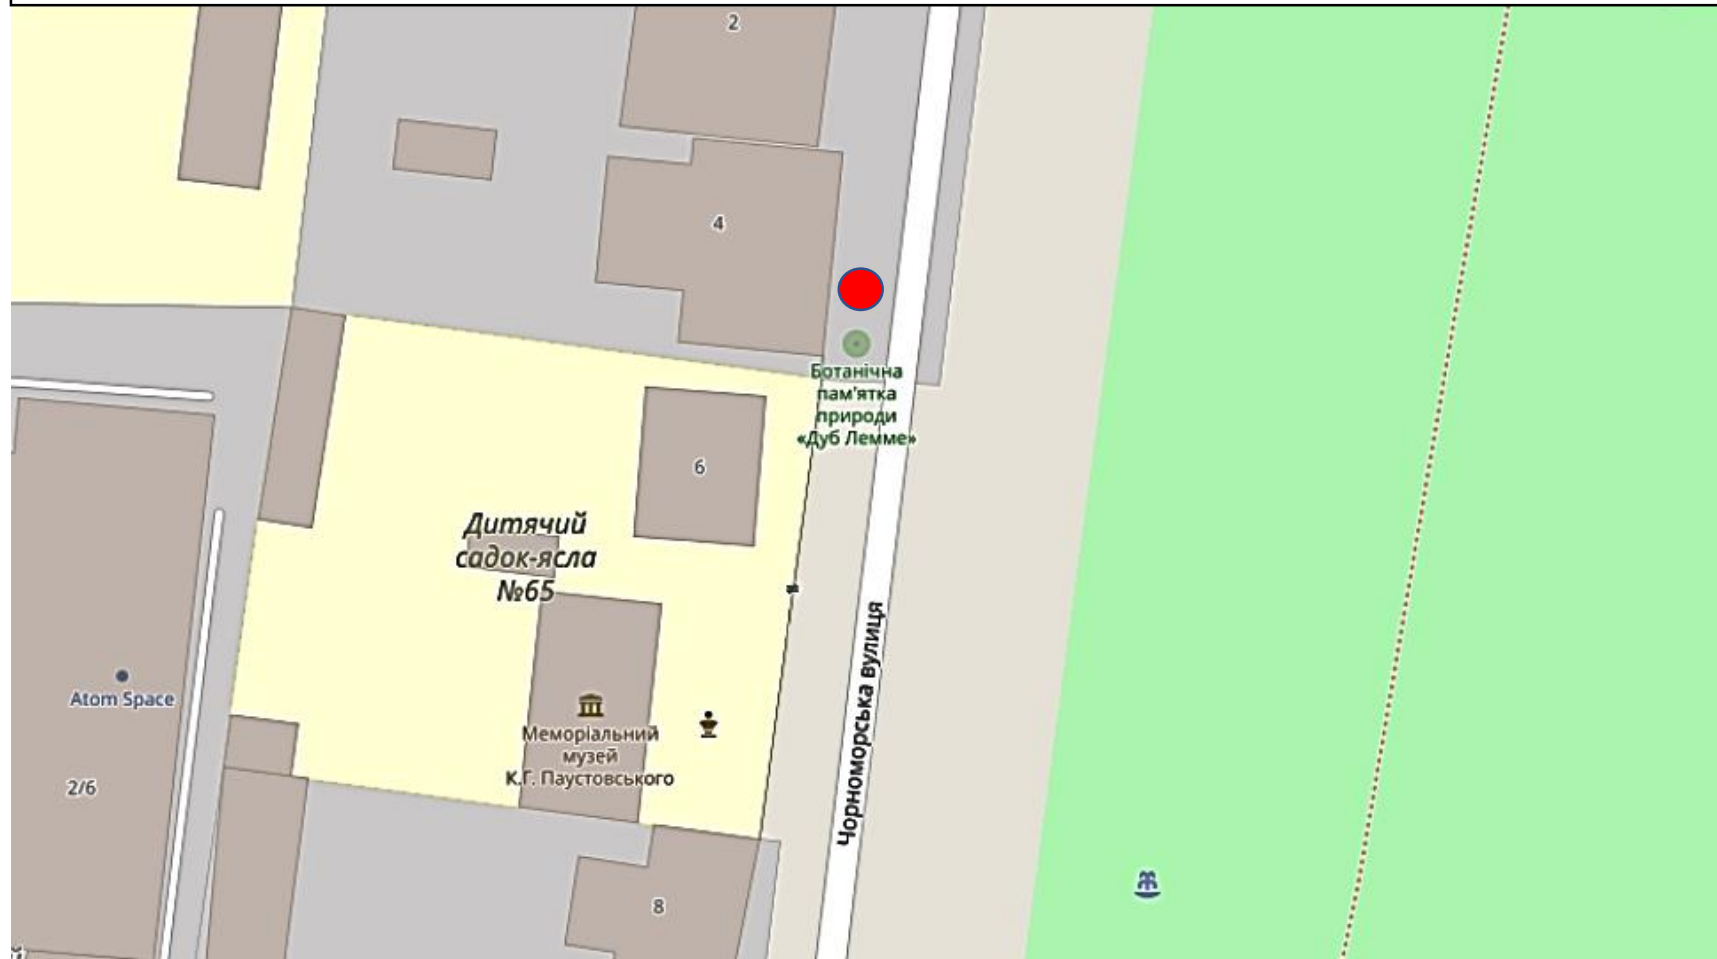 2
4
Ботанічна
пам'ятка
природи
«Дуб Лемме»
6
Дитячий
садок-ясла
№65
Чорноморська вулиця
Atom Space
Меморіальний
музей
К.Г. Паустовського
2/6
8